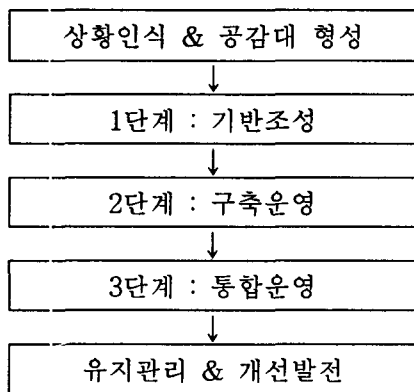 상황인식 & 공감대 형성
1단계 : 기반조성
2단계 : 구축운영
3단계 : 통합운영
유지관리 & 개선발전